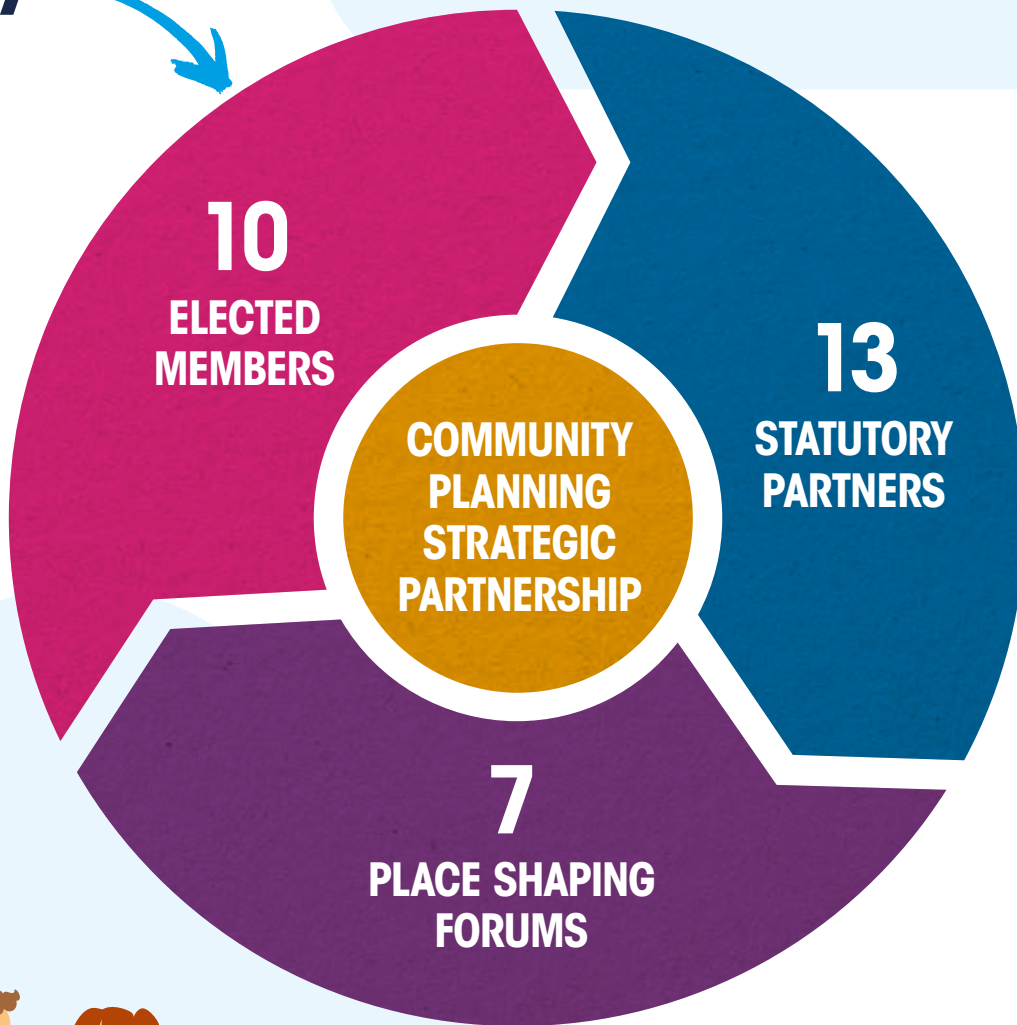 10
ELECTED
MEMBERS
13
STATUTORY
PARTNERS
COMMUNITY
PLANNING
STRATEGIC
PARTNERSHIP
7
PLACE SHAPING
FORUMS